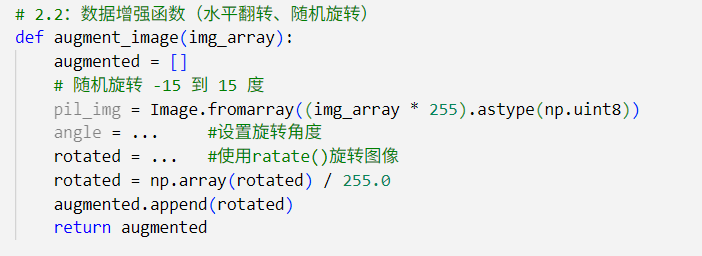 # 2.2：数据增强函数（水平翻转、随机旋转）
def augment_image(img_array):
    augmented = []
    # 随机旋转 -15 到 15 度
    pil_img = Image.fromarray((img_array * 255).astype(np.uint8))
    angle = ...     #设置旋转角度
    rotated = ...   #使用ratate()旋转图像
    rotated = np.array(rotated) / 255.0
    augmented.append(rotated)
    return augmented